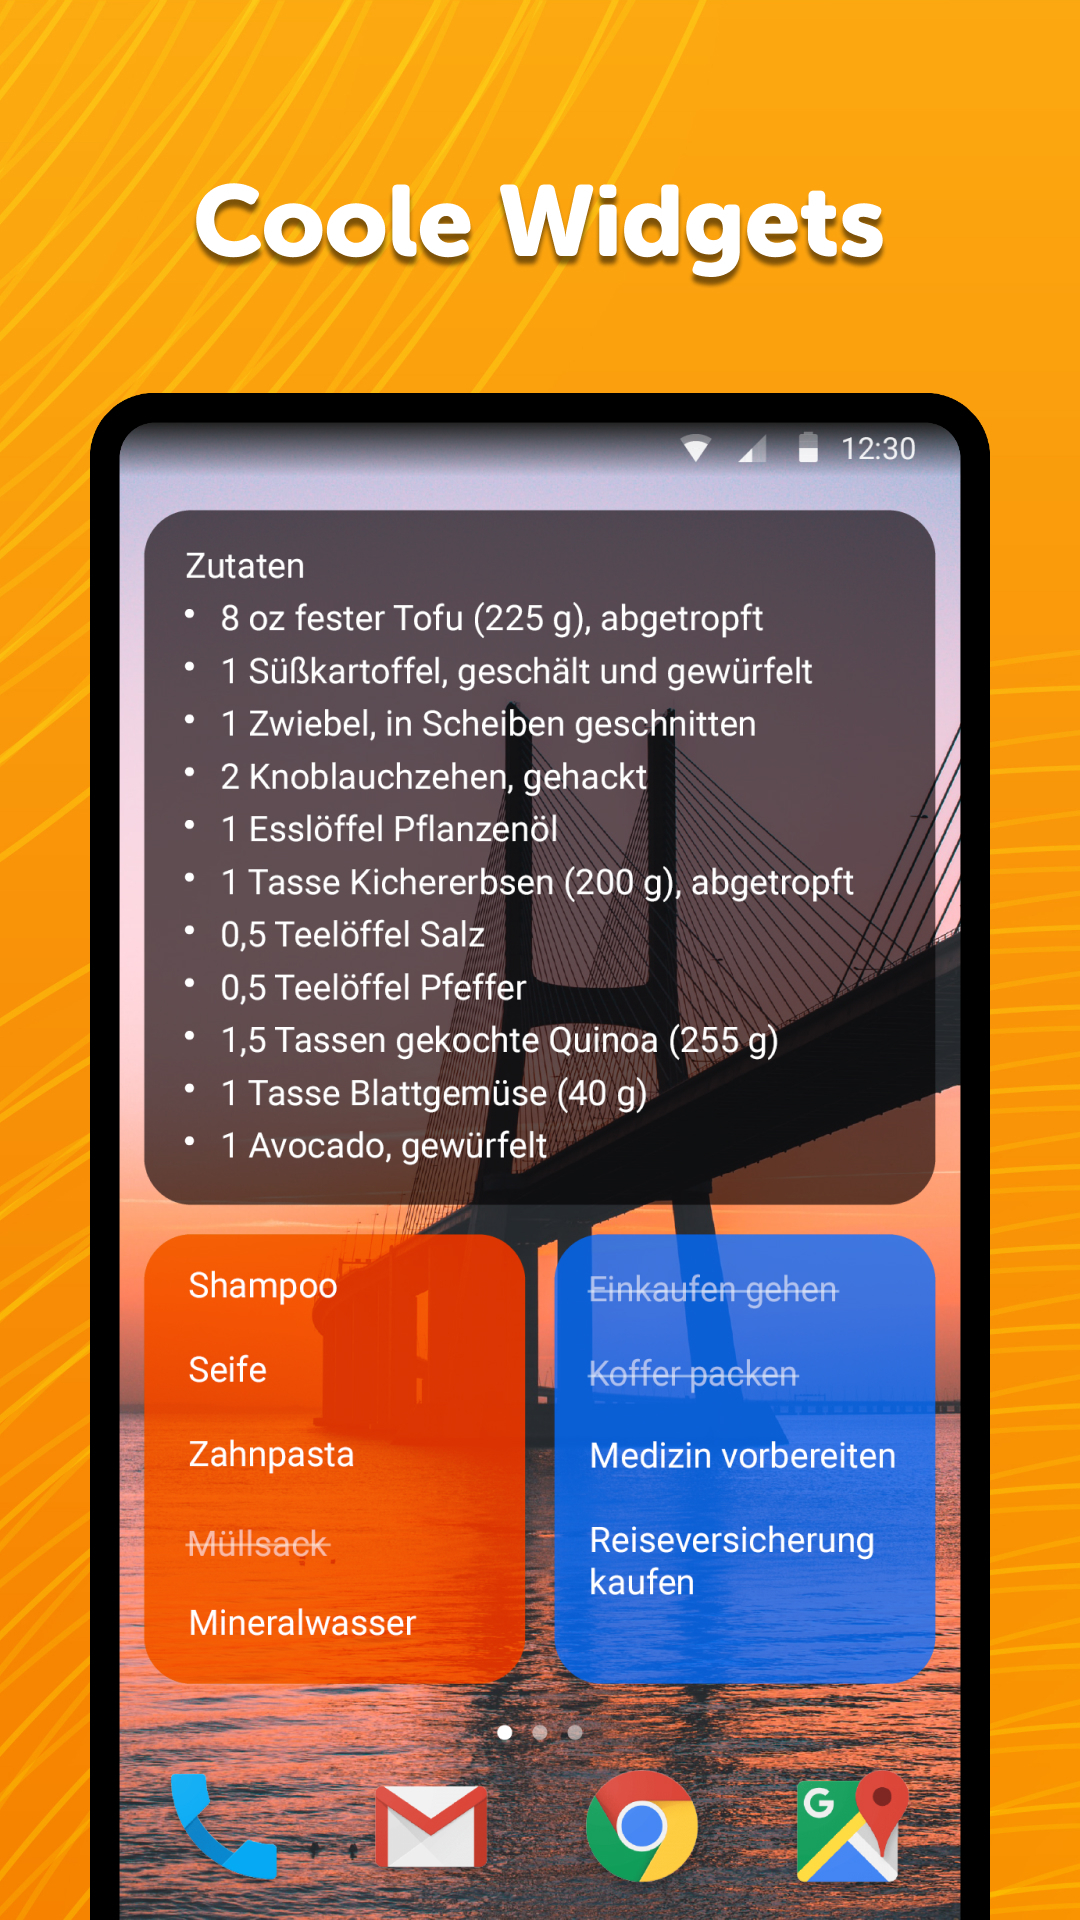 Coole Widgets
12:30
Zutaten
• 8 oz fester Tofu (225 g), abgetropft
• 1 Süßkartoffel, geschält und gewürfelt
• 1 Zwiebel, in Scheiben geschnitten
• 2 Knoblauchzehen, gehackt
• 1 Esslöffel Pflanzenöl
• 1 Tasse Kichererbsen (200 g), abgetropft
• 0,5 Teelöffel Salz
• 0,5 Teelöffel Pfeffer
• 1,5 Tassen gekochte Quinoa (255 g)
• 1 Tasse Blattgemüse (40 g)
• 1 Avocado, gewürfelt
Shampoo
Seife
Zahnpasta
Müllsack
Mineralwasser
Einkaufen gehen
Koffer packen
Medizin vorbereiten
Reiseversicherung
kaufen
G